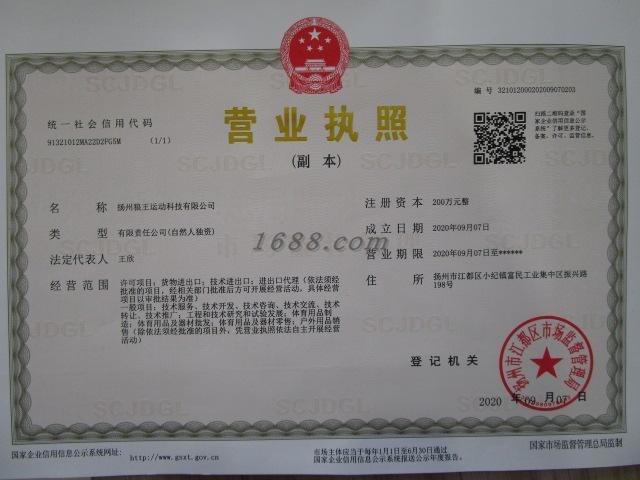 编号 321012000202009070203
统一社会信用代码
91321012MA22D2FG5M (1/1)
营业执照
(副本)
扫描二维码登录“国
家企业信用信息公示
系统”了解更多登记、
备案、许可、监管信息。
名称 扬州狼王运动科技有限公司
类型 有限责任公司(自然人独资)
法定代表人 王欣
经营范围 许可项目：货物进出口；技术进出口；进出口代理（依法须经
批准的项目，经相关部门批准后方可开展经营活动，具体经营
项目以审批结果为准）
一般项目：技术服务、技术开发、技术咨询、技术交流、技术
转让、技术推广；工程和技术研究和试验发展；体育用品制
造；体育用品及器材批发；体育用品及器材零售；户外用品销
售（除依法须经批准的项目外，凭营业执照依法自主开展经营
活动）
注册资本 200万元整
成立日期 2020年09月07日
营业期限 2020年09月07日至******
住所 扬州市江都区小纪镇富民工业集中区振兴路
198号
1688.com
登记机关
扬州市江都区市场监督管理局
2020 年 09 月 07 日
国家企业信用信息公示系统网址： http://www.gsxt.gov.cn
市场主体应当于每年1月1日至6月30日通过
国家企业信用信息公示系统报送公示年度报告。
国家市场监督管理总局监制
SCJDGL